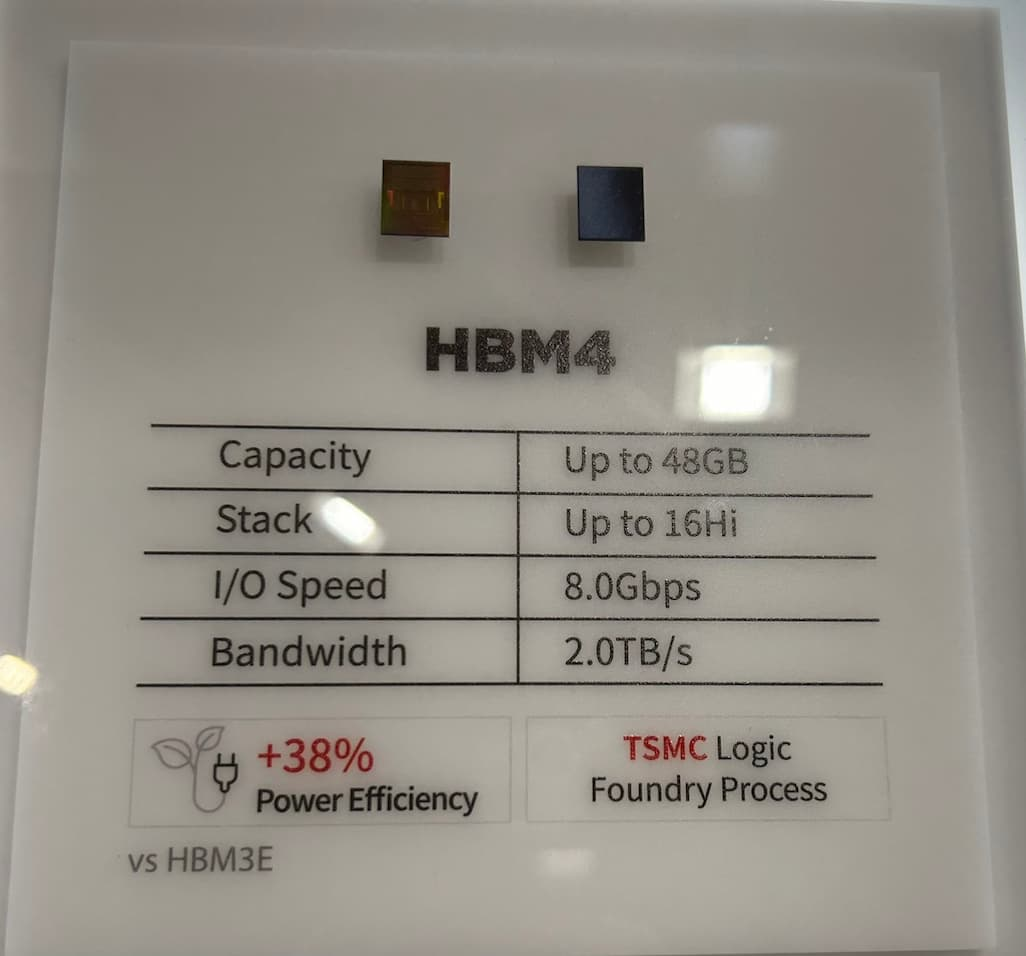 HBM4
Capacity Up to 48GB
Stack Up to 16Hi
I/O Speed 8.0Gbps
Bandwidth 2.0TB/s
+38%
Power Efficiency
TSMC Logic
Foundry Process
vs HBM3E